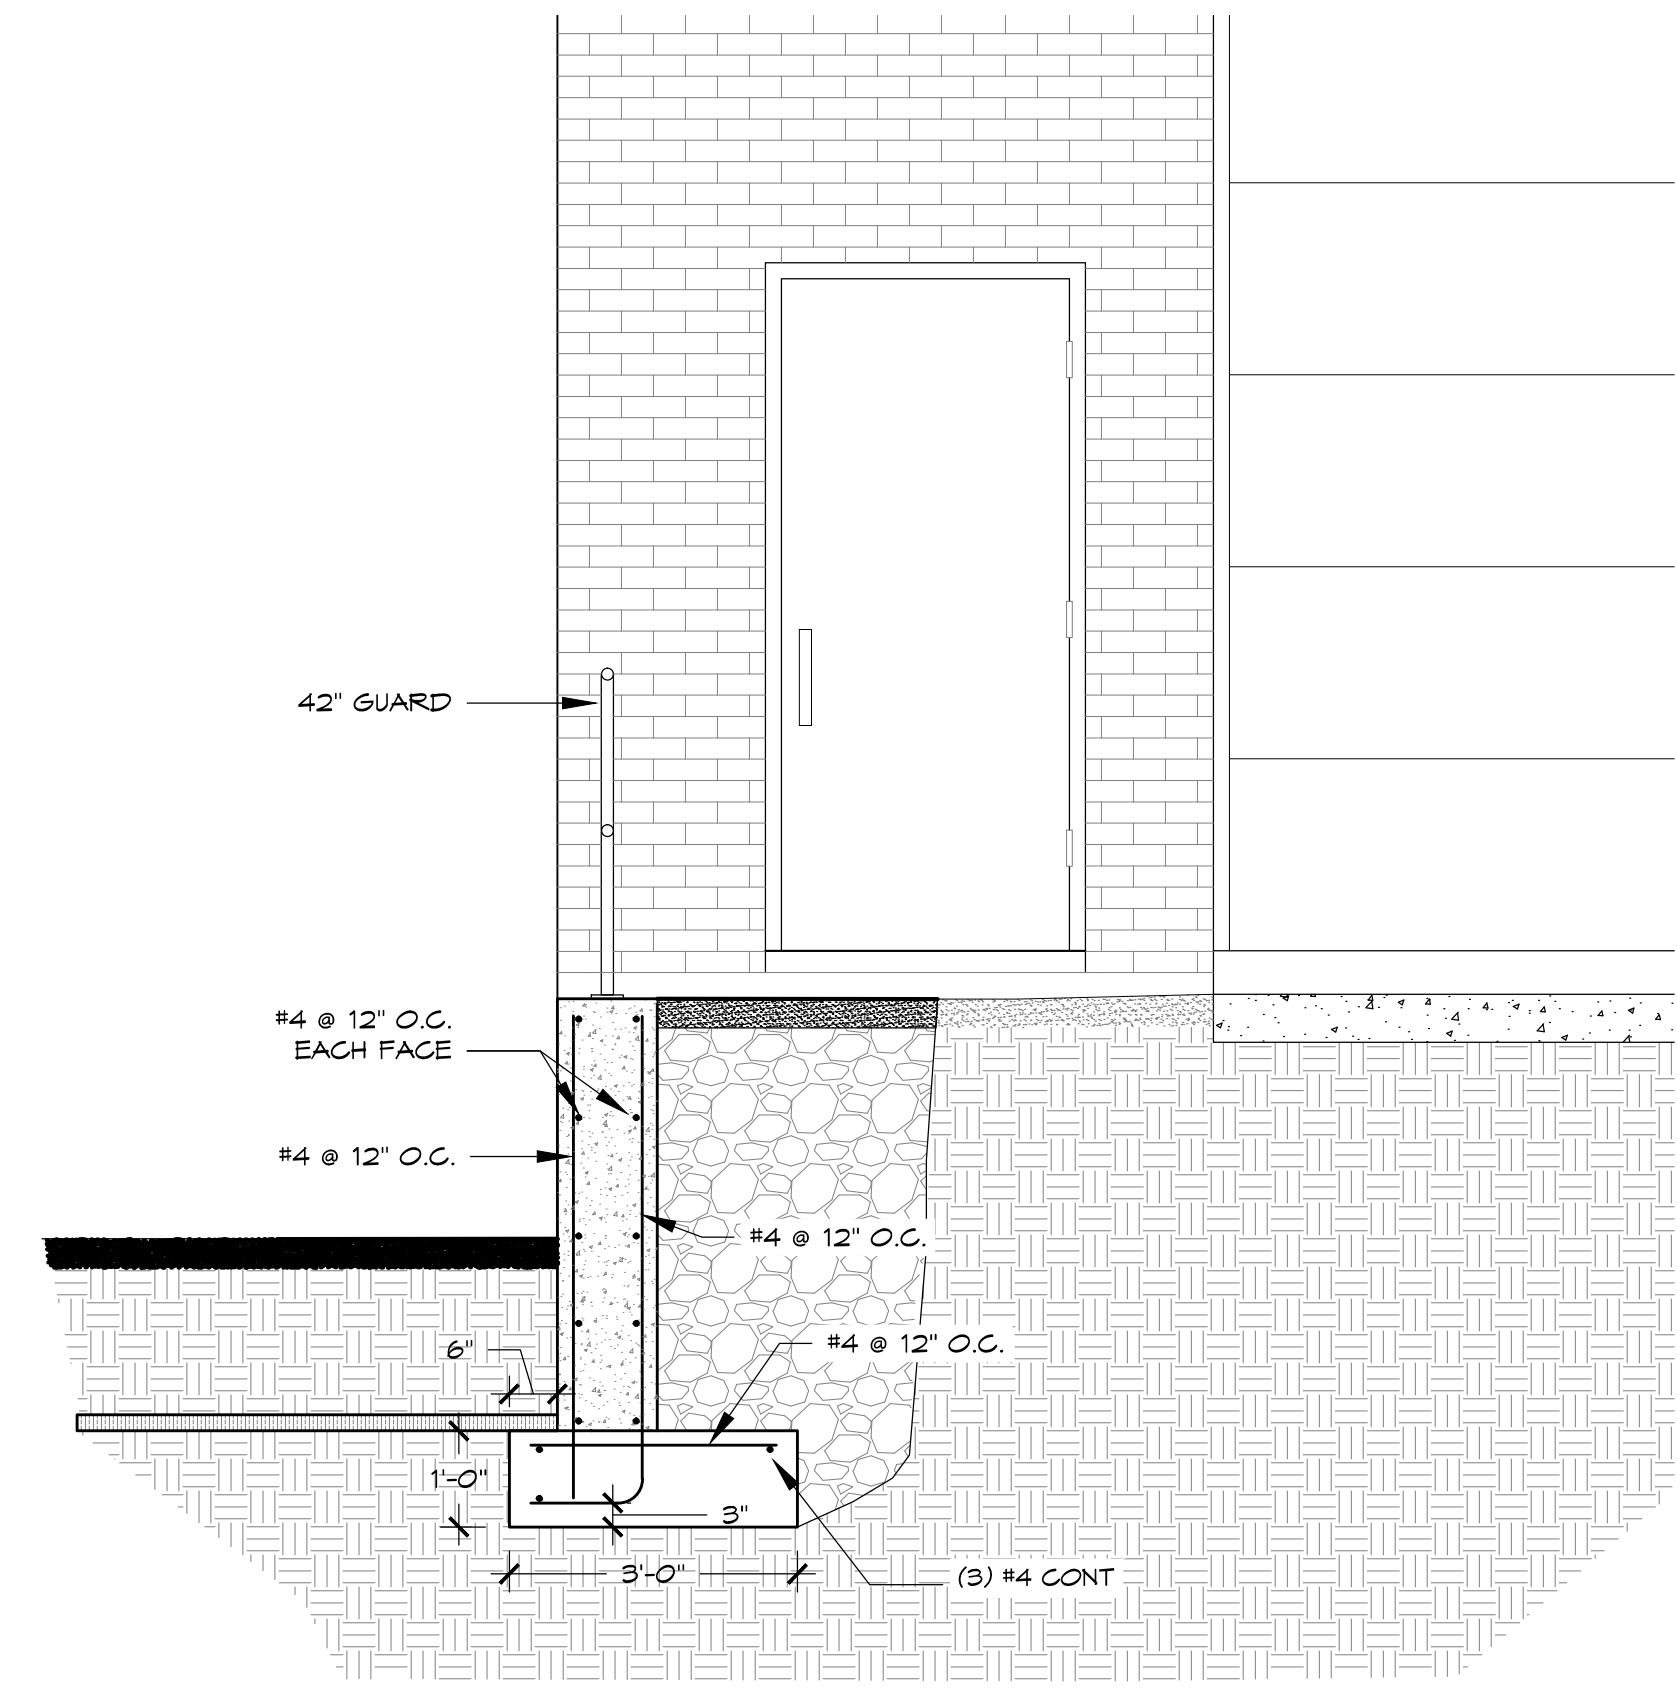 42" GUARD
#4 @ 12" O.C.
EACH FACE
#4 @ 12" O.C.
#4 @ 12" O.C.
#4 @ 12" O.C.
6"
1'-0"
3"
3'-0"
(3) #4 CONT